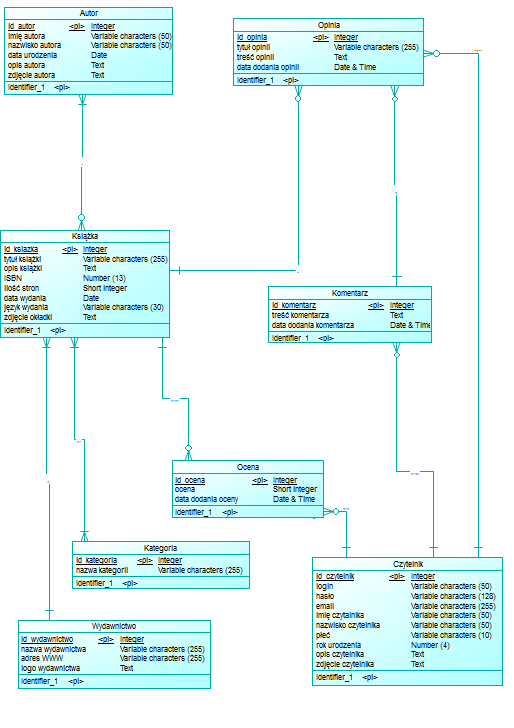 Autor
id_autor <pi> Integer
imię autora Variable characters (50)
nazwisko autora Variable characters (50)
data urodzenia Date
opis autora Text
zdjęcie autora Text
Identifier_1 <pi>
Opinia
id_opinia <pi> Integer
tytuł opinii Variable characters (255)
treść opinii Text
data dodania opinii Date & Time
Identifier_1 <pi>
Książka
id_ksiazka <pi> Integer
tytuł książki Variable characters (255)
opis książki Text
ISBN Number (13)
ilość stron Short integer
data wydania Date
język wydania Variable characters (30)
zdjęcie okładki Text
Identifier_1 <pi>
Komentarz
id_komentarz <pi> Integer
treść komentarza Text
data dodania komentarza Date & Time
Identifier_1 <pi>
Ocena
id_ocena <pi> Integer
ocena Short integer
data dodania oceny Date & Time
Identifier_1 <pi>
Kategoria
id_kategoria <pi> Integer
nazwa kategorii Variable characters (255)
Identifier_1 <pi>
Czytelnik
id_czytelnik <pi> Integer
login Variable characters (50)
hasło Variable characters (128)
email Variable characters (255)
imię czytalnika Variable characters (50)
nazwisko czytelnika Variable characters (50)
płeć Variable characters (10)
rok urodzenia Number (4)
opis czytelnika Text
zdjęcie czytelnika Text
Identifier_1 <pi>
Wydawnictwo
id_wydawnictwo <pi> Integer
nazwa wydawnictwa Variable characters (255)
adres WWW Variable characters (255)
logo wydawnictwa Text
Identifier_1 <pi>